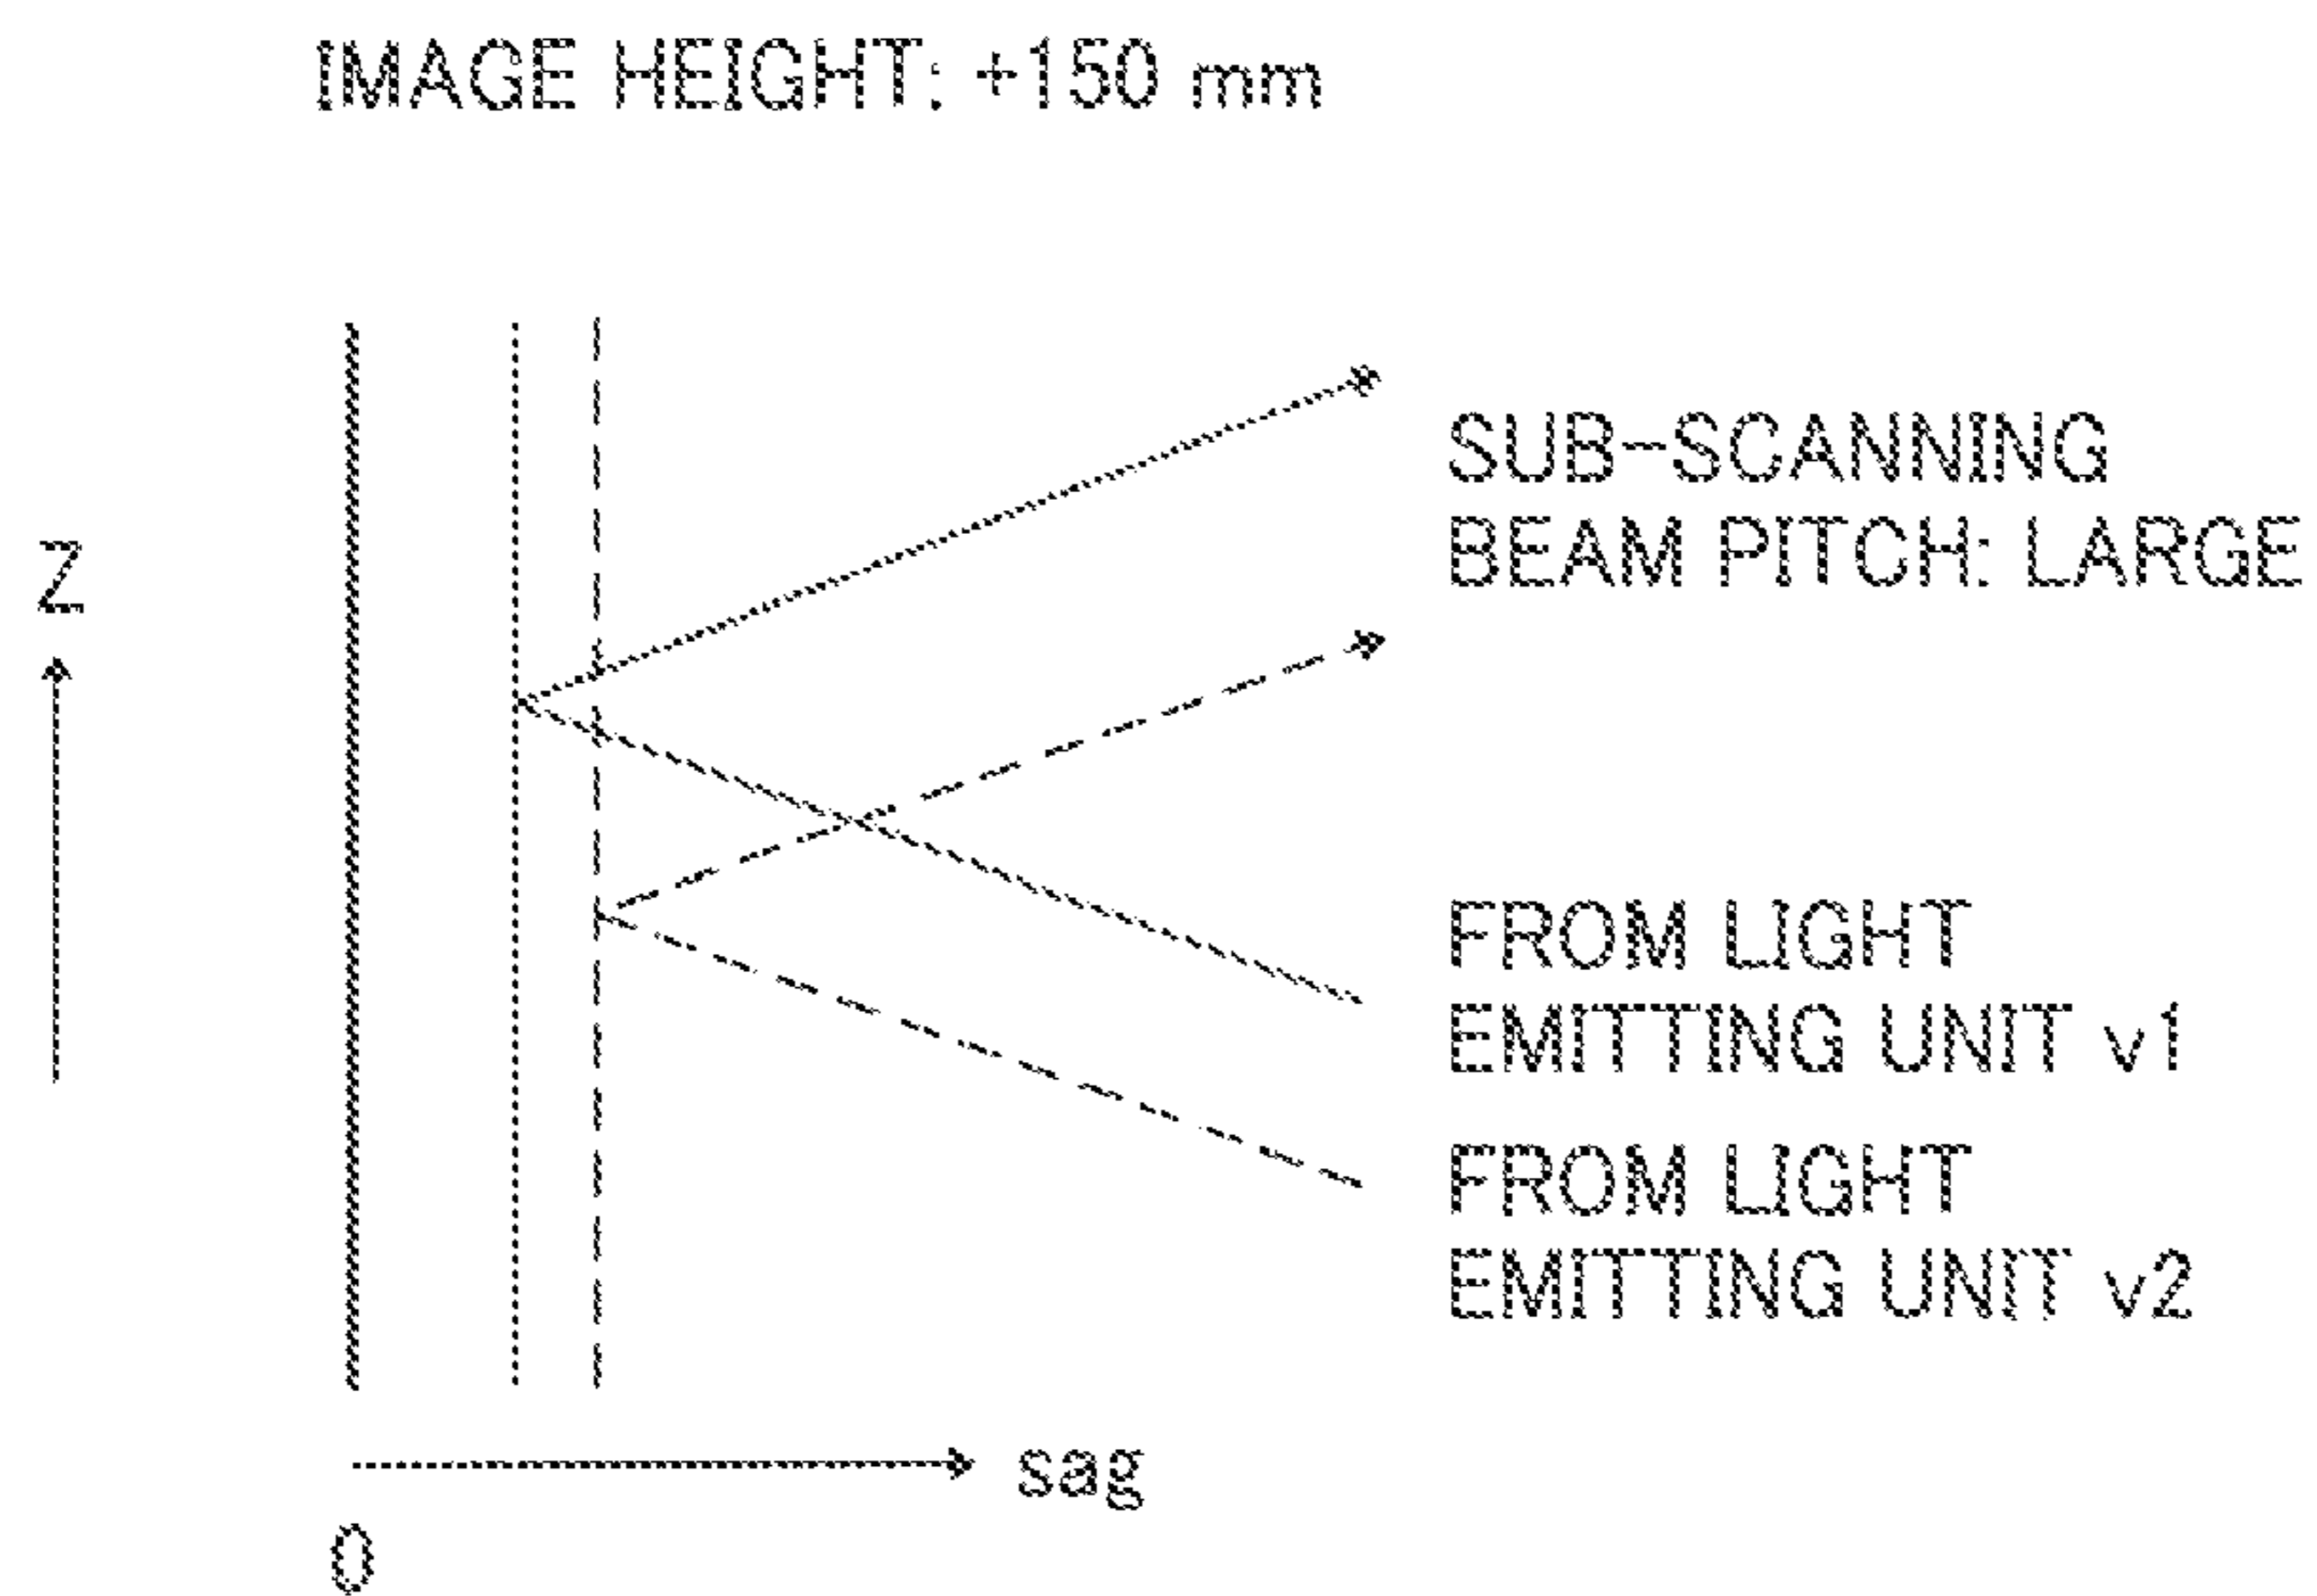 IMAGE HEIGHT: +150 mm
SUB-SCANNING
BEAM PITCH: LARGE
Z
FROM LIGHT
EMITTING UNIT v1
FROM LIGHT
EMITTING UNIT v2
sag
0